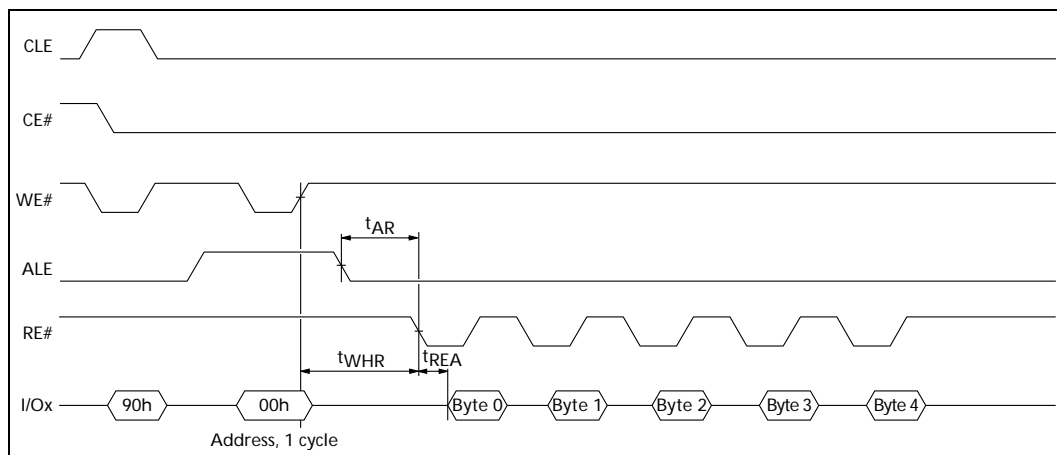 CLE
CE#
WE#
tAR
ALE
RE#
tWHR tREA
I/Ox 90h 00h Byte 0 Byte 1 Byte 2 Byte 3 Byte 4
Address, 1 cycle